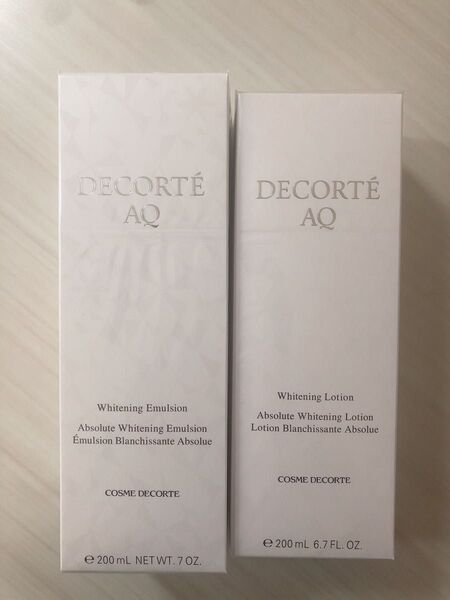 DECORTÉ
AQ
Whitening Emulsion
Absolute Whitening Emulsion
Émulsion Blanchissante Absolue
COSME DECORTE
℮ 200 mL NET WT. 7 OZ.
DECORTÉ
AQ
Whitening Lotion
Absolute Whitening Lotion
Lotion Blanchissante Absolue
COSME DECORTE
℮ 200 mL 6.7 FL. OZ.